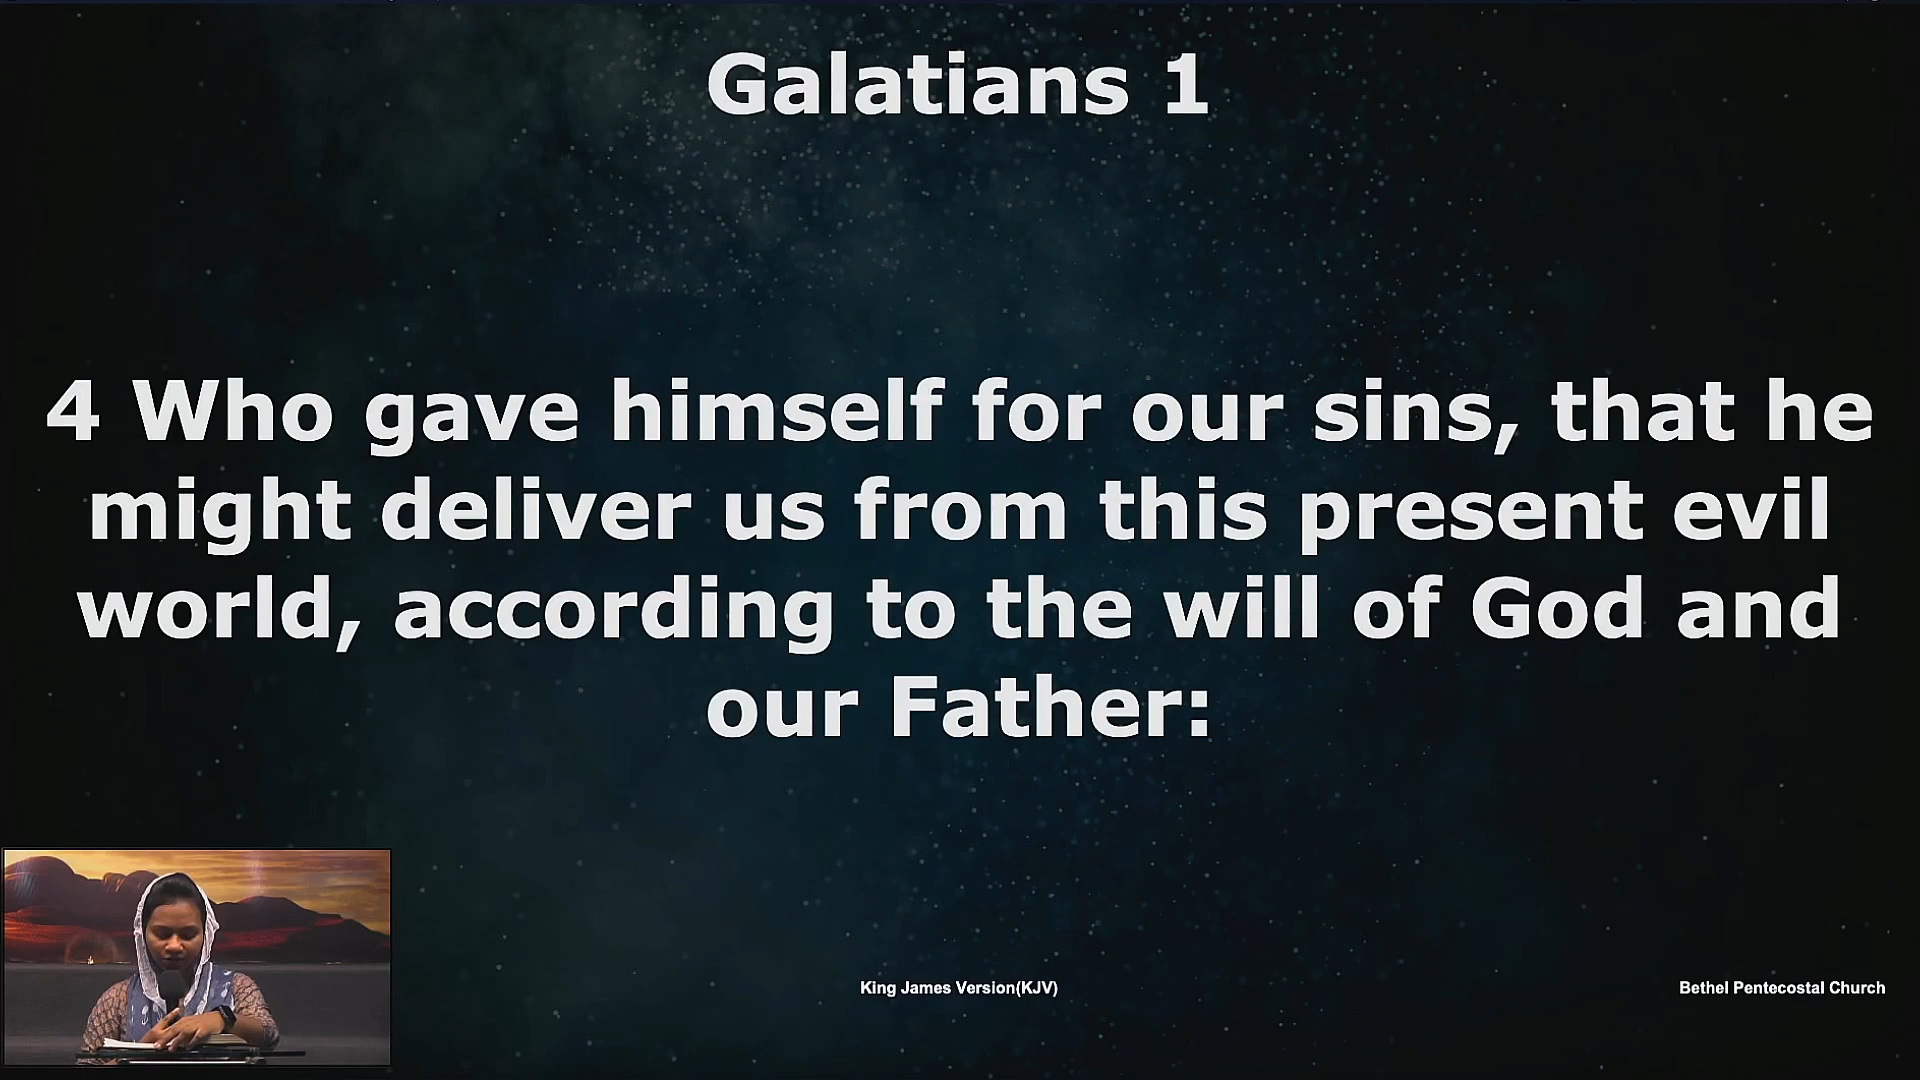 Galatians 1
4 Who gave himself for our sins, that he
might deliver us from this present evil
world, according to the will of God and
our Father:
King James Version(KJV)
Bethel Pentecostal Church